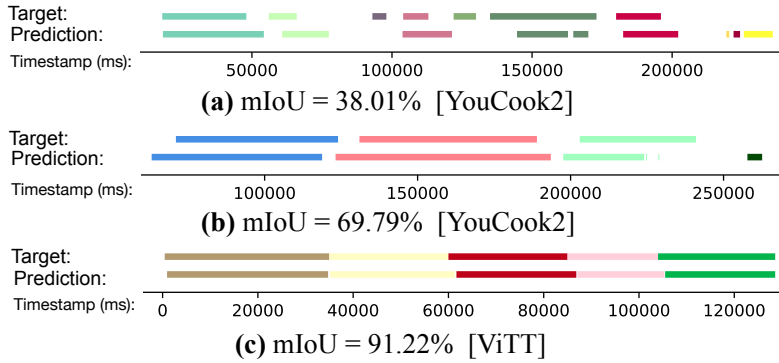 Target:
Prediction:
Timestamp (ms): 50000 100000 150000 200000
(a) mIoU = 38.01% [YouCook2]
Target:
Prediction:
Timestamp (ms): 100000 150000 200000 250000
(b) mIoU = 69.79% [YouCook2]
Target:
Prediction:
Timestamp (ms): 0 20000 40000 60000 80000 100000 120000
(c) mIoU = 91.22% [ViTT]